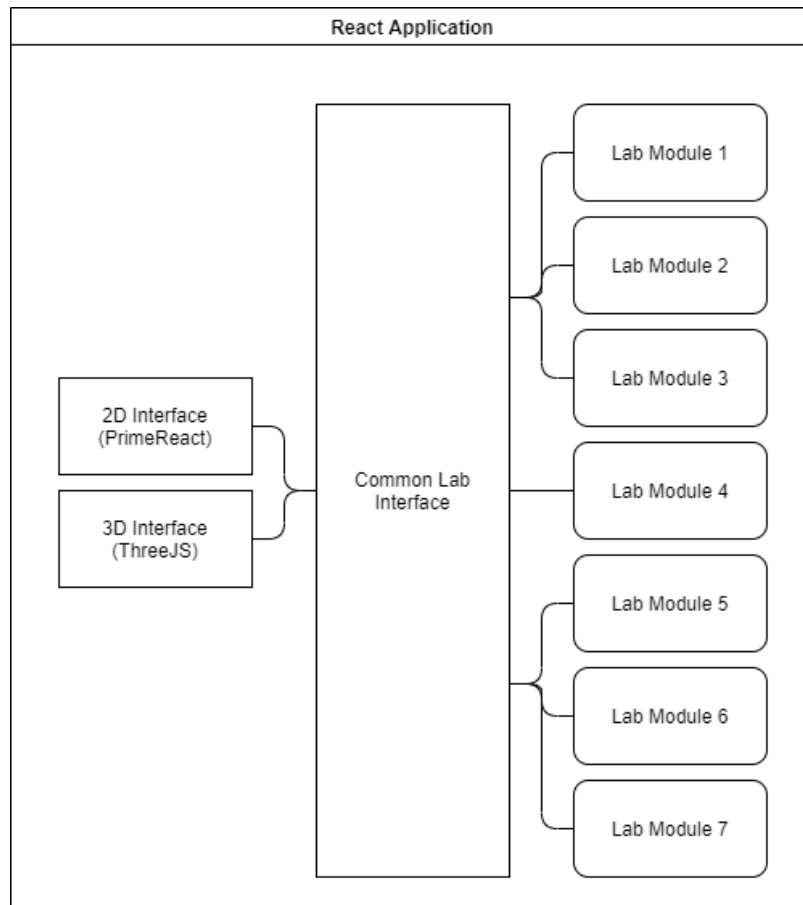 React Application
Lab Module 1
Lab Module 2
Lab Module 3
2D Interface
(PrimeReact)
3D Interface
(ThreeJS)
Common Lab
Interface
Lab Module 4
Lab Module 5
Lab Module 6
Lab Module 7